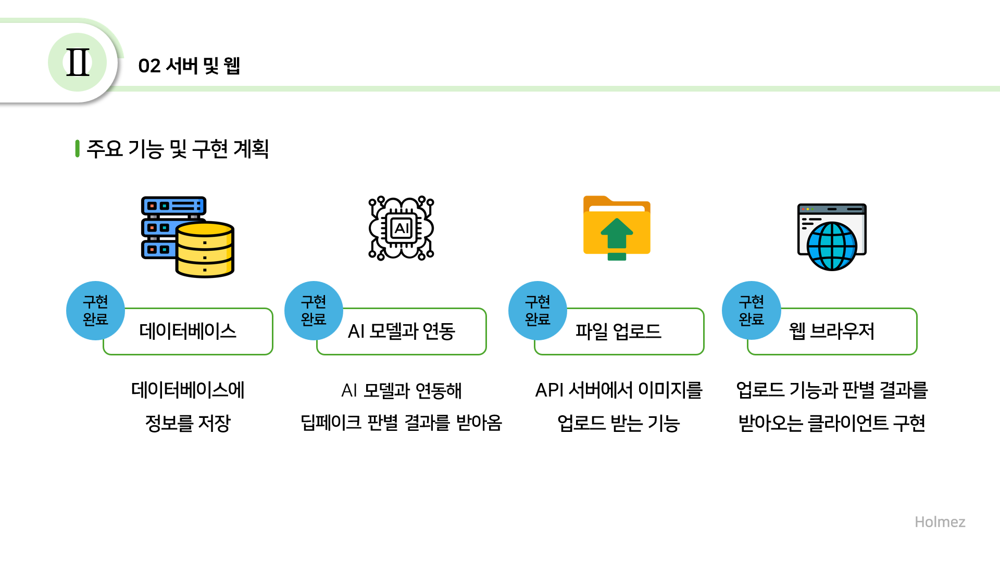 Ⅱ
02 서버 및 웹
주요 기능 및 구현 계획
AI
구현
완료
데이터베이스
데이터베이스에
정보를 저장
구현
완료
AI 모델과 연동
AI 모델과 연동해
딥페이크 판별 결과를 받아옴
구현
완료
파일 업로드
API 서버에서 이미지를
업로드 받는 기능
구현
완료
웹 브라우저
업로드 기능과 판별 결과를
받아오는 클라이언트 구현
Holmez